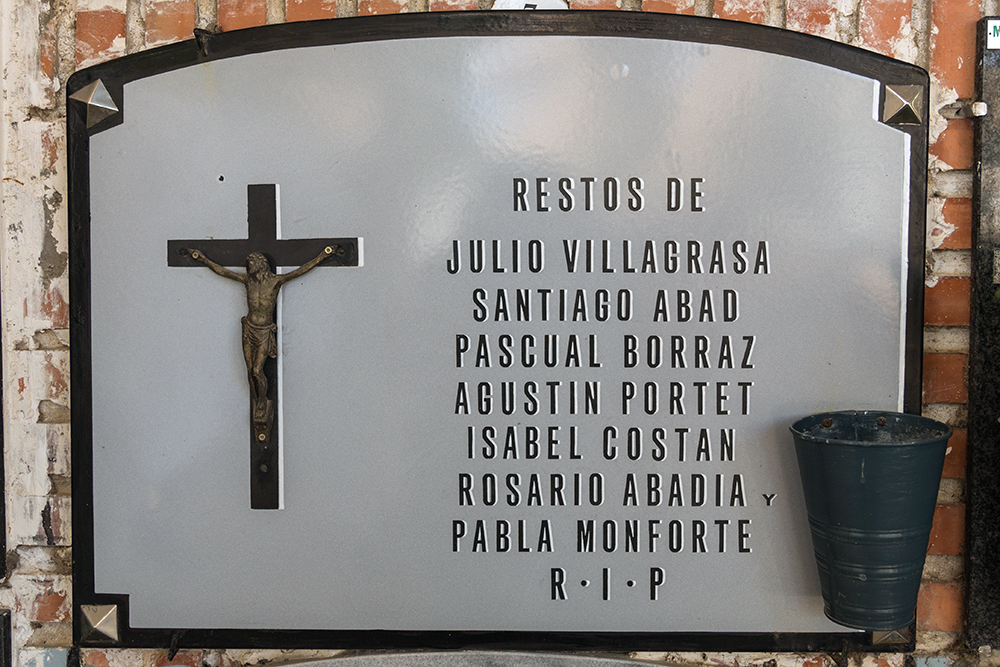 RESTOS DE
JULIO VILLAGRASA
SANTIAGO ABAD
PASCUAL BORRAZ
AGUSTIN PORTET
ISABEL COSTAN
ROSARIO ABADIA Y
PABLA MONFORTE
R·I·P